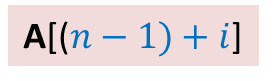 A[(n − 1) + i]